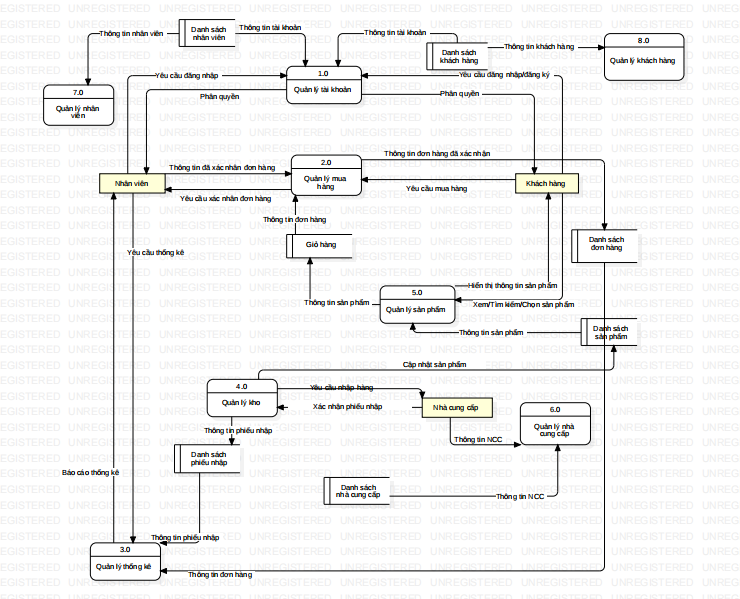 Thông tin nhân viên
Danh sách
nhân viên
Thông tin tài khoản
Thông tin tài khoản
Danh sách
khách hàng
Thông tin khách hàng
8.0
Quản lý khách hàng
7.0
Quản lý nhân
viên
Yêu cầu đăng nhập
1.0
Quản lý tài khoản
Yêu cầu đăng nhập/đăng ký
Phân quyền
Phân quyền
Thông tin đơn hàng đã xác nhận
Thông tin đã xác nhân đơn hàng
2.0
Quản lý mua
hàng
Nhân viên
Khách hàng
Yêu cầu xác nhân đơn hàng
Yêu cầu mua hàng
Thông tin đơn hàng
Giỏ hàng
Danh sách
đơn hàng
Yêu cầu thống kê
Hiển thị thông tin sản phẩm
5.0
Quản lý sản phẩm
Thông tin sản phẩm
Xem/Tìm kiếm/Chọn sản phẩm
Thông tin sản phẩm
Danh sách
sản phẩm
Cập nhật sản phẩm
4.0
Quản lý kho
Yêu cầu nhập hàng
Xác nhận phiếu nhập
Nhà cung cấp
6.0
Quản lý nhà
cung cấp
Thông tin phiếu nhập
Thông tin NCC
Danh sách
phiếu nhập
Báo cáo thống kê
Danh sách
nhà cung cấp
Thông tin NCC
Thông tin phiếu nhập
3.0
Quản lý thống kê
Thông tin đơn hàng
UNREGISTERED